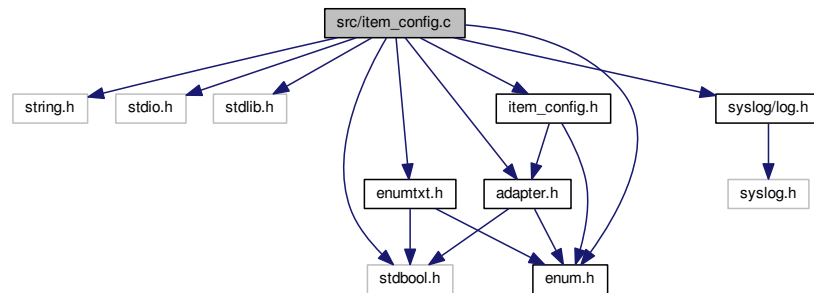 src/item_config.c
string.h
stdio.h
stdlib.h
item_config.h
syslog/log.h
enumtxt.h
adapter.h
syslog.h
stdbool.h
enum.h